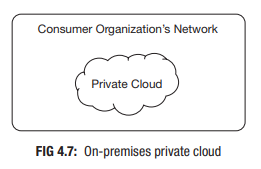 Consumer Organization's Network
Private Cloud
FIG 4.7: On-premises private cloud